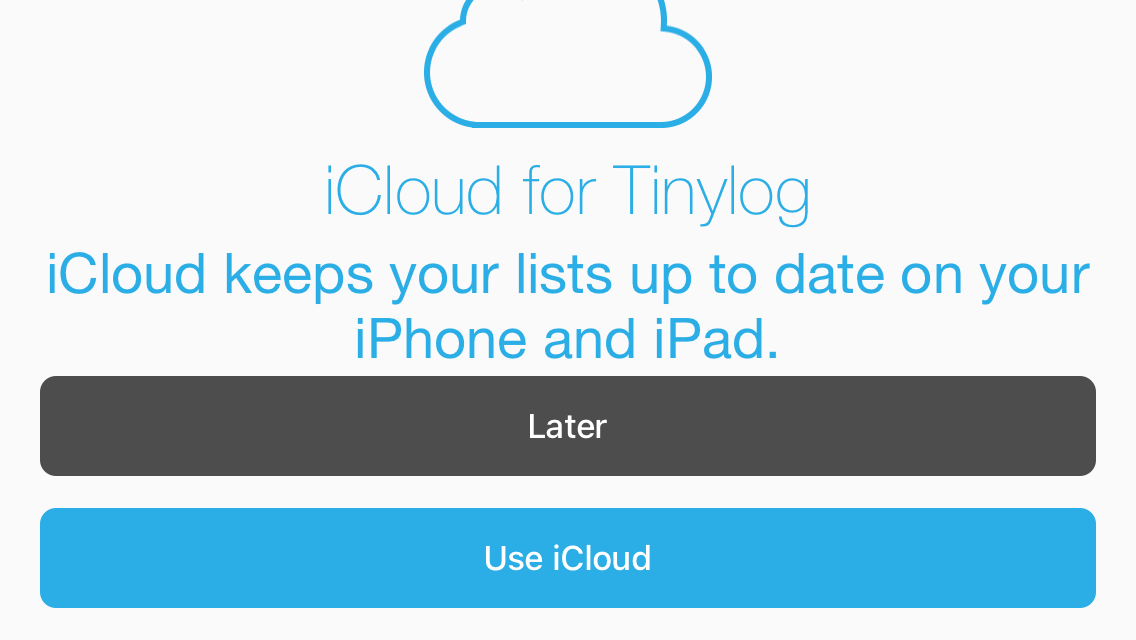 iCloud for Tinylog
iCloud keeps your lists up to date on your
iPhone and iPad.
Later
Use iCloud